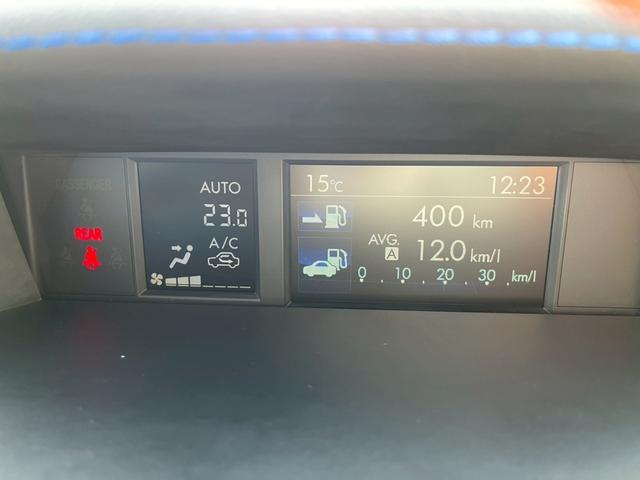 PASSENGER
REAR
AUTO
23.0
A/C
15°C 12:23
400 km
AVG. A 12.0 km/l
0 10 20 30 km/l